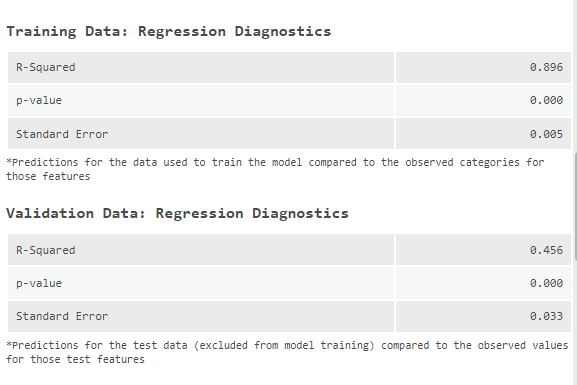 Training Data: Regression Diagnostics
R-Squared 0.896
p-value 0.000
Standard Error 0.005
*Predictions for the data used to train the model compared to the observed categories for
those features
Validation Data: Regression Diagnostics
R-Squared 0.456
p-value 0.000
Standard Error 0.033
*Predictions for the test data (excluded from model training) compared to the observed values
for those test features